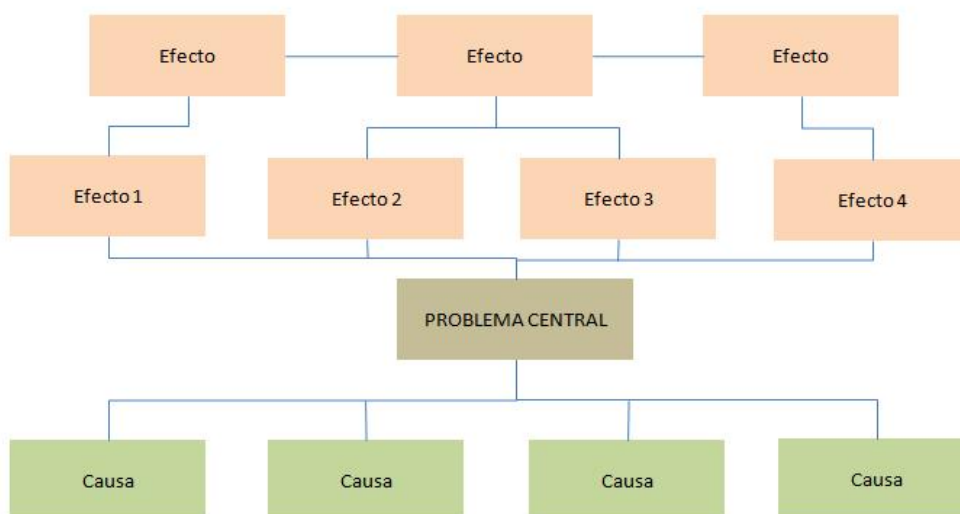 Efecto
Efecto
Efecto
Efecto 1
Efecto 2
Efecto 3
Efecto 4
PROBLEMA CENTRAL
Causa
Causa
Causa
Causa